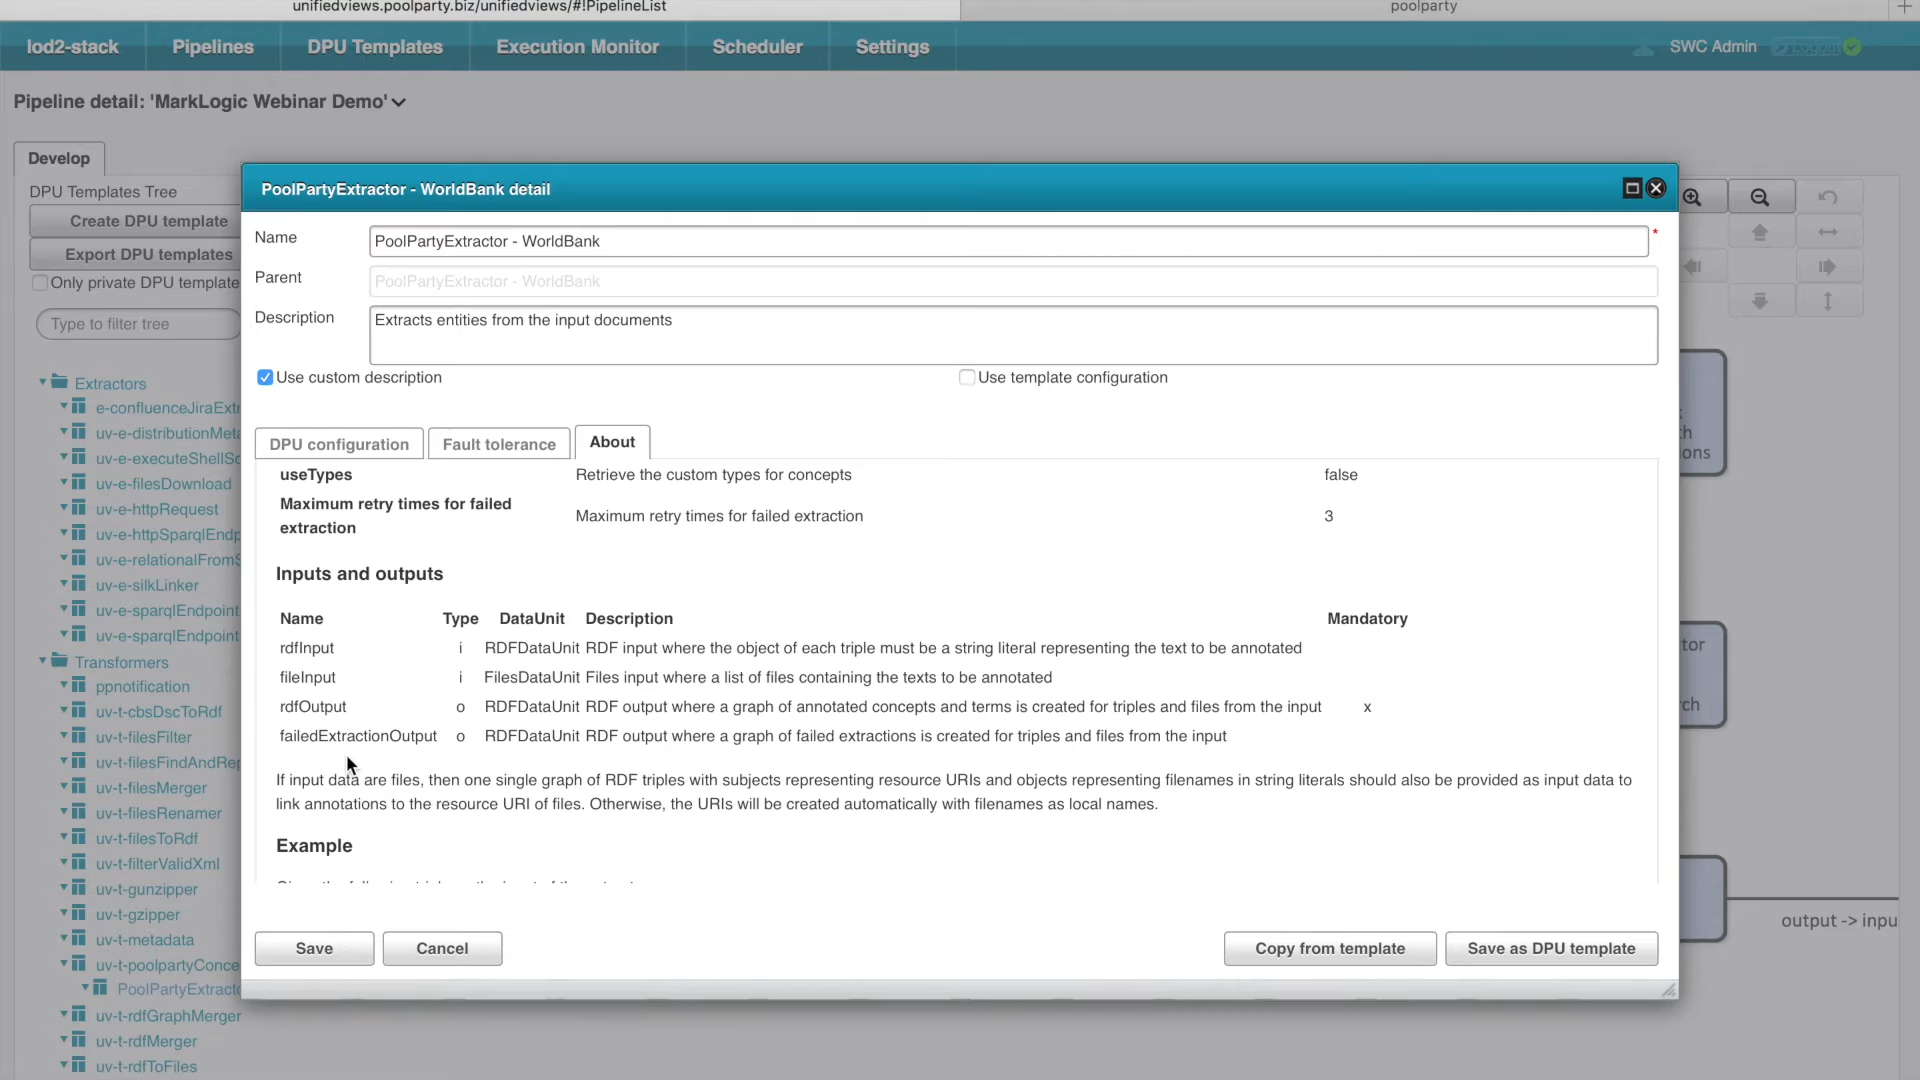 unifiedviews.poolparty.biz/unifiedviews/#!PipelineList
poolparty
lod2-stack Pipelines DPU Templates Execution Monitor Scheduler Settings SWC Admin Logout
Pipeline detail: 'MarkLogic Webinar Demo'
Develop
DPU Templates Tree
Create DPU template
Export DPU templates
Only private DPU template
Type to filter tree
Extractors
e-confluenceJiraExtr
uv-e-distributionMeta
uv-e-executeShellSc
uv-e-filesDownload
uv-e-httpRequest
uv-e-httpSparqlEndp
uv-e-relationalFromS
uv-e-silkLinker
uv-e-sparqlEndpoint
uv-e-sparqlEndpoint
Transformers
ppnotification
uv-t-cbsDscToRdf
uv-t-filesFilter
uv-t-filesFindAndRep
uv-t-filesMerger
uv-t-filesRenamer
uv-t-filesToRdf
uv-t-filterValidXml
uv-t-gunzipper
uv-t-gzipper
uv-t-metadata
uv-t-poolpartyConce
PoolPartyExtracto
uv-t-rdfGraphMerger
uv-t-rdfMerger
uv-t-rdfToFiles
PoolPartyExtractor - WorldBank detail
Name PoolPartyExtractor - WorldBank *
Parent PoolPartyExtractor - WorldBank
Description Extracts entities from the input documents
Use custom description Use template configuration
DPU configuration Fault tolerance About
useTypes Retrieve the custom types for concepts false
Maximum retry times for failed extraction Maximum retry times for failed extraction 3
Inputs and outputs
Name Type DataUnit Description Mandatory
rdfInput i RDFDataUnit RDF input where the object of each triple must be a string literal representing the text to be annotated
fileInput i FilesDataUnit Files input where a list of files containing the texts to be annotated
rdfOutput o RDFDataUnit RDF output where a graph of annotated concepts and terms is created for triples and files from the input x
failedExtractionOutput o RDFDataUnit RDF output where a graph of failed extractions is created for triples and files from the input
If input data are files, then one single graph of RDF triples with subjects representing resource URIs and objects representing filenames in string literals should also be provided as input data to
link annotations to the resource URI of files. Otherwise, the URIs will be created automatically with filenames as local names.
Example
Save Cancel Copy from template Save as DPU template
th
ons
tor
rch
output -> inpu